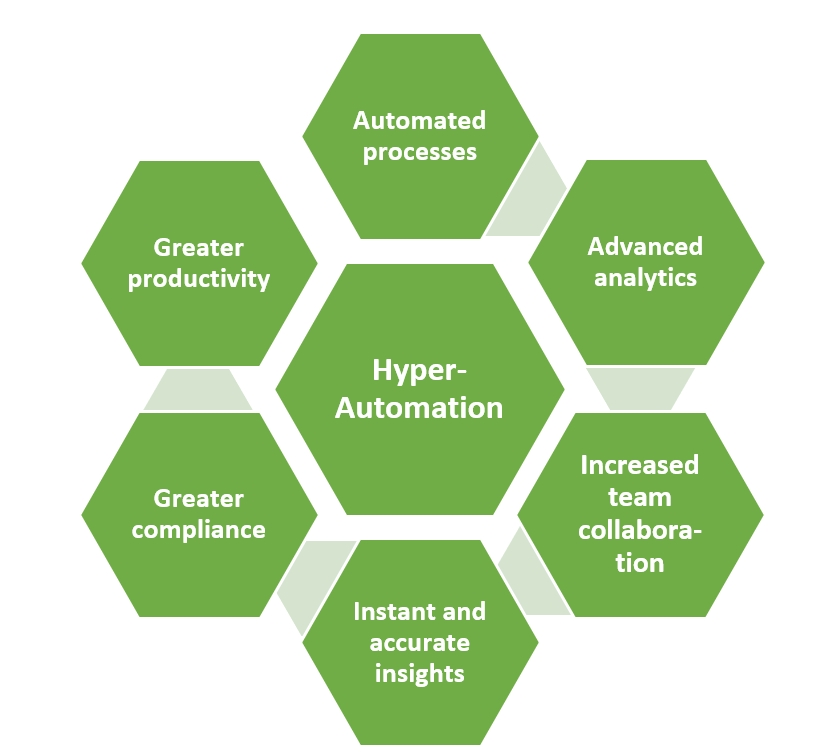 Automated
processes
Greater
productivity
Advanced
analytics
Hyper-
Automation
Greater
compliance
Increased
team
collabora-
tion
Instant and
accurate
insights